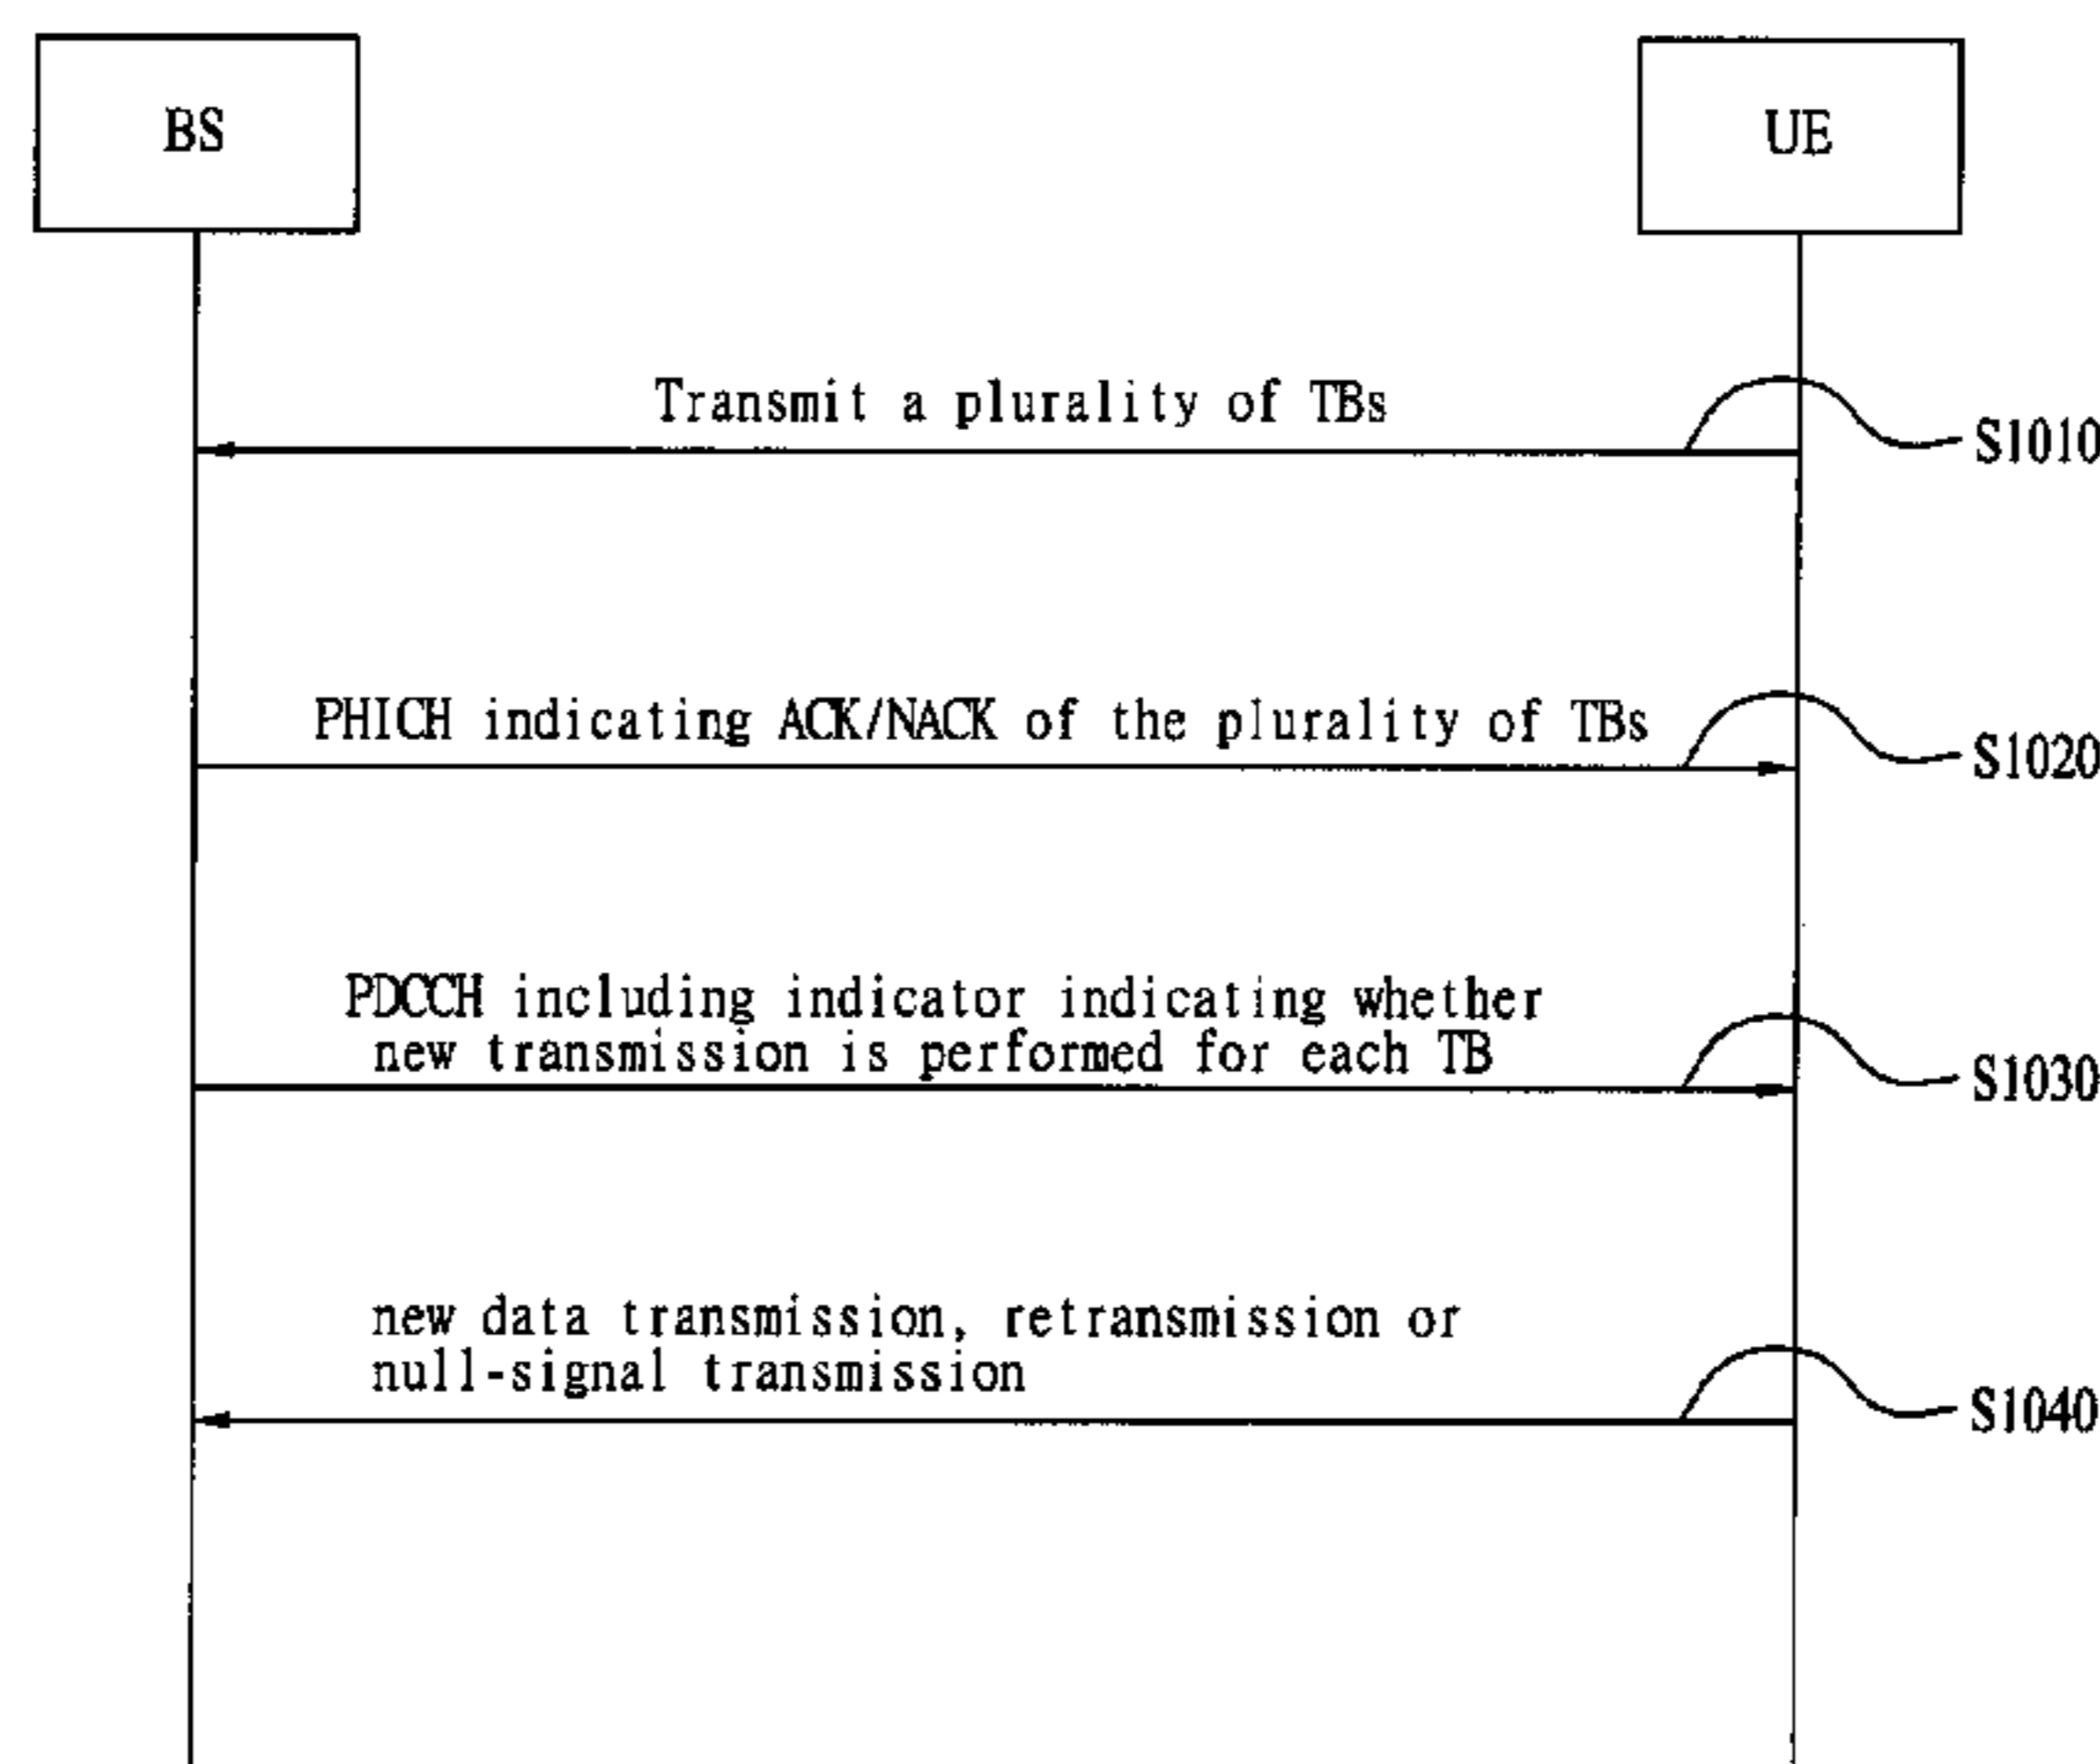 BS
UE
Transmit a plurality of TBs
S1010
PHICH indicating ACK/NACK of the plurality of TBs
S1020
PDCCH including indicator indicating whether
new transmission is performed for each TB
S1030
new data transmission, retransmission or
null-signal transmission
S1040